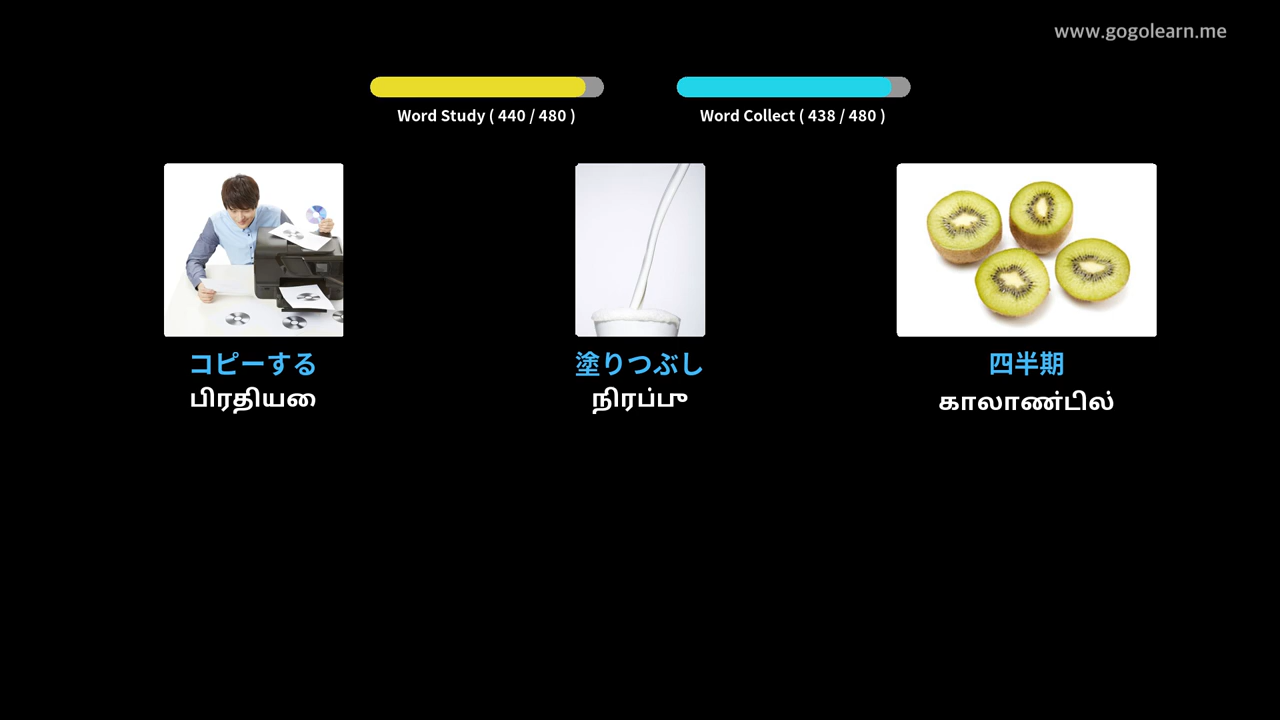 www.gogolearn.me
Word Study ( 440 / 480 )
Word Collect ( 438 / 480 )
コピーする
பிரதியை
塗りつぶし
நிரப்பு
四半期
காலாண்டில்